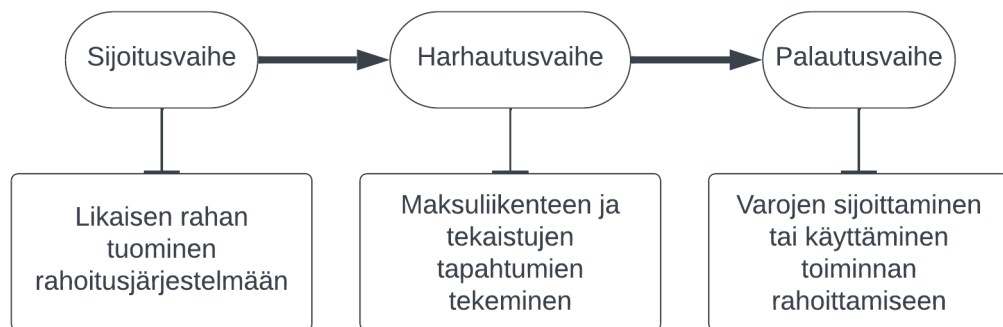 Sijoitusvaihe
Harhautusvaihe
Palautusvaihe
Likaisen rahan
tuominen
rahoitusjärjestelmään
Maksuliikenteen ja
tekaistujen
tapahtumien
tekeminen
Varojen sijoittaminen
tai käyttäminen
toiminnan
rahoittamiseen